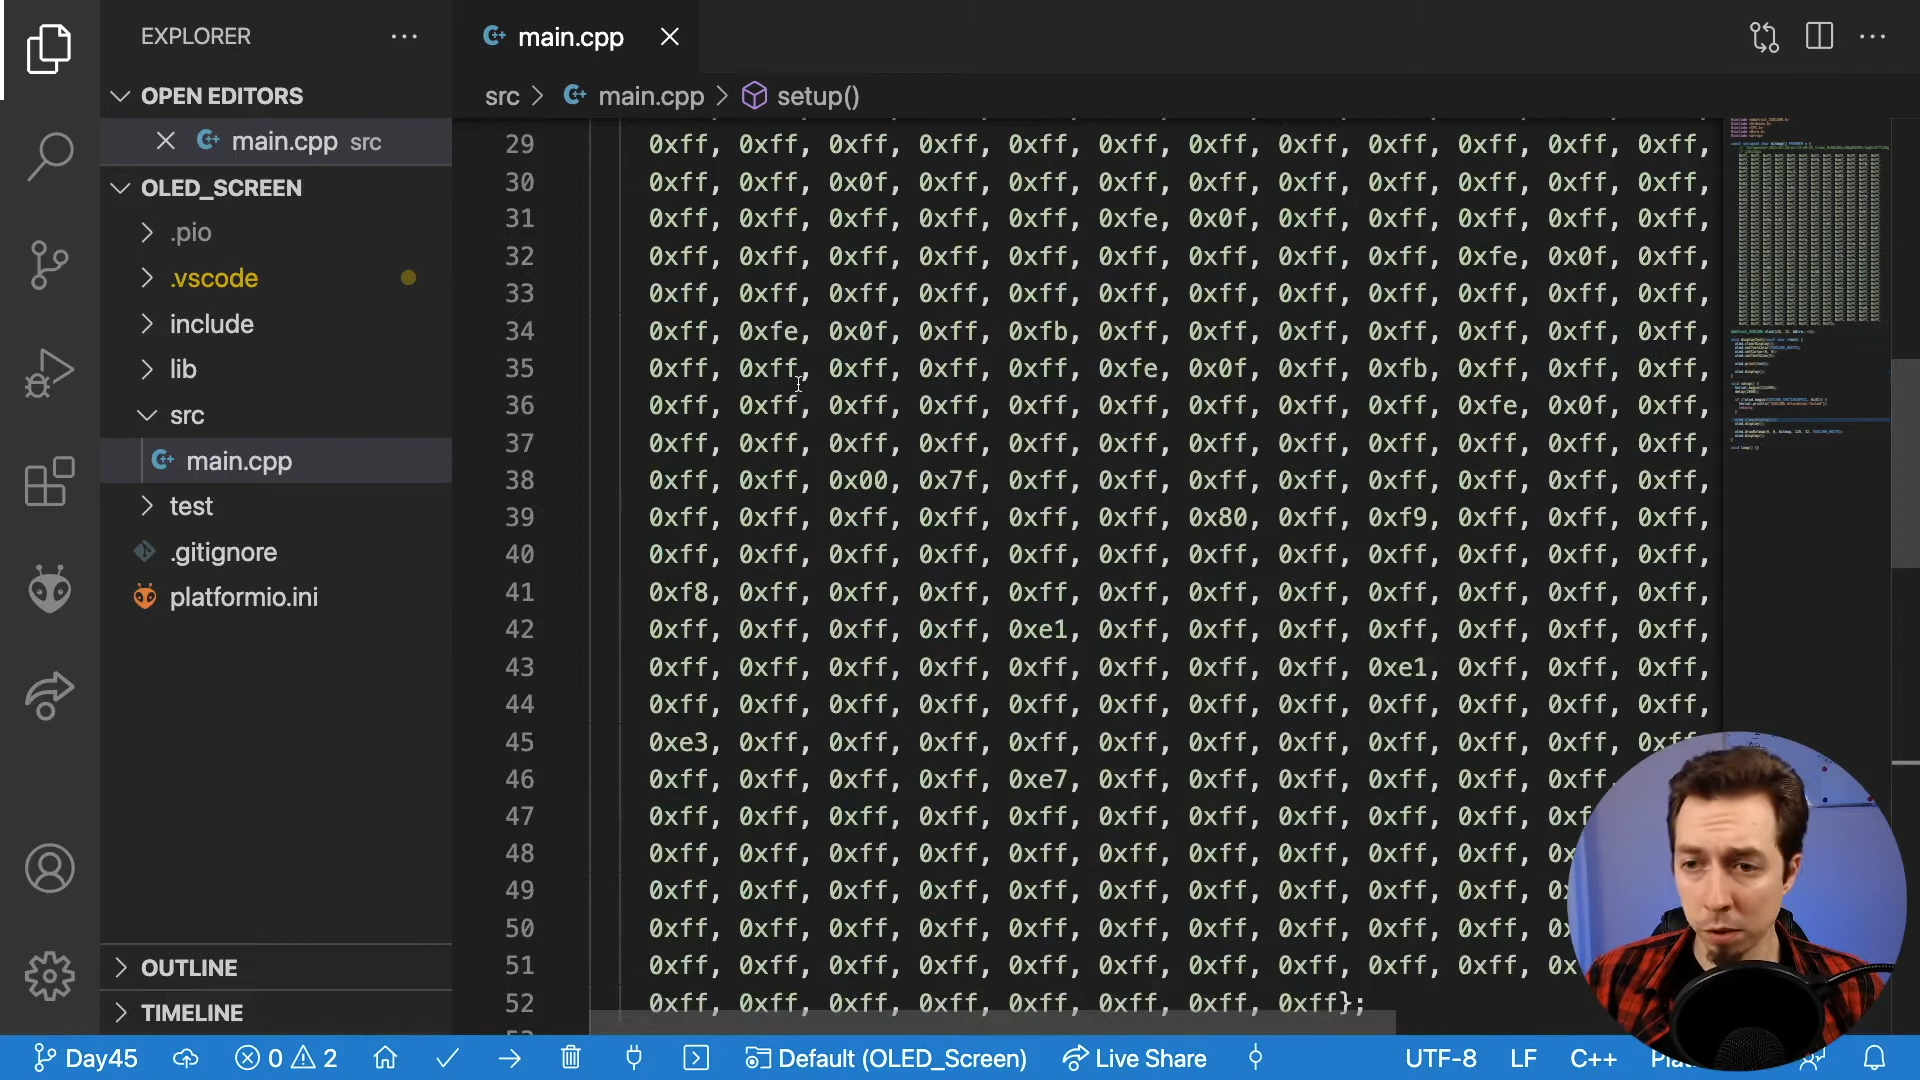 EXPLORER
main.cpp
OPEN EDITORS
main.cpp src
OLED_SCREEN
.pio
.vscode
include
lib
src
main.cpp
test
.gitignore
platformio.ini
OUTLINE
TIMELINE
src > main.cpp > setup()
29 0xff, 0xff, 0xff, 0xff, 0xff, 0xff, 0xff, 0xff, 0xff, 0xff, 0xff, 0xff,
30 0xff, 0xff, 0x0f, 0xff, 0xff, 0xff, 0xff, 0xff, 0xff, 0xff, 0xff, 0xff,
31 0xff, 0xff, 0xff, 0xff, 0xff, 0xfe, 0x0f, 0xff, 0xff, 0xff, 0xff, 0xff,
32 0xff, 0xff, 0xff, 0xff, 0xff, 0xff, 0xff, 0xff, 0xff, 0xfe, 0x0f, 0xff,
33 0xff, 0xff, 0xff, 0xff, 0xff, 0xff, 0xff, 0xff, 0xff, 0xff, 0xff, 0xff,
34 0xff, 0xfe, 0x0f, 0xff, 0xfb, 0xff, 0xff, 0xff, 0xff, 0xff, 0xff, 0xff,
35 0xff, 0xff, 0xff, 0xff, 0xff, 0xfe, 0x0f, 0xff, 0xfb, 0xff, 0xff, 0xff,
36 0xff, 0xff, 0xff, 0xff, 0xff, 0xff, 0xff, 0xff, 0xff, 0xfe, 0x0f, 0xff,
37 0xff, 0xff, 0xff, 0xff, 0xff, 0xff, 0xff, 0xff, 0xff, 0xff, 0xff, 0xff,
38 0xff, 0xff, 0x00, 0x7f, 0xff, 0xff, 0xff, 0xff, 0xff, 0xff, 0xff, 0xff,
39 0xff, 0xff, 0xff, 0xff, 0xff, 0xff, 0x80, 0xff, 0xf9, 0xff, 0xff, 0xff,
40 0xff, 0xff, 0xff, 0xff, 0xff, 0xff, 0xff, 0xff, 0xff, 0xff, 0xff, 0xff,
41 0xf8, 0xff, 0xff, 0xff, 0xff, 0xff, 0xff, 0xff, 0xff, 0xff, 0xff, 0xff,
42 0xff, 0xff, 0xff, 0xff, 0xe1, 0xff, 0xff, 0xff, 0xff, 0xff, 0xff, 0xff,
43 0xff, 0xff, 0xff, 0xff, 0xff, 0xff, 0xff, 0xff, 0xe1, 0xff, 0xff, 0xff,
44 0xff, 0xff, 0xff, 0xff, 0xff, 0xff, 0xff, 0xff, 0xff, 0xff, 0xff, 0xff,
45 0xe3, 0xff, 0xff, 0xff, 0xff, 0xff, 0xff, 0xff, 0xff, 0xff, 0xff, 0xff
46 0xff, 0xff, 0xff, 0xff, 0xe7, 0xff, 0xff, 0xff, 0xff, 0xff, 0xff
47 0xff, 0xff, 0xff, 0xff, 0xff, 0xff, 0xff, 0xff, 0xff, 0xff,
48 0xff, 0xff, 0xff, 0xff, 0xff, 0xff, 0xff, 0xff, 0xff, 0xff,
49 0xff, 0xff, 0xff, 0xff, 0xff, 0xff, 0xff, 0xff, 0xff, 0xff,
50 0xff, 0xff, 0xff, 0xff, 0xff, 0xff, 0xff, 0xff, 0xff, 0xff,
51 0xff, 0xff, 0xff, 0xff, 0xff, 0xff, 0xff, 0xff, 0xff, 0xff,
52 0xff, 0xff, 0xff, 0xff, 0xff, 0xff, 0xff, 0xff};
Day45 0 2 Default (OLED_Screen) Live Share UTF-8 LF C++